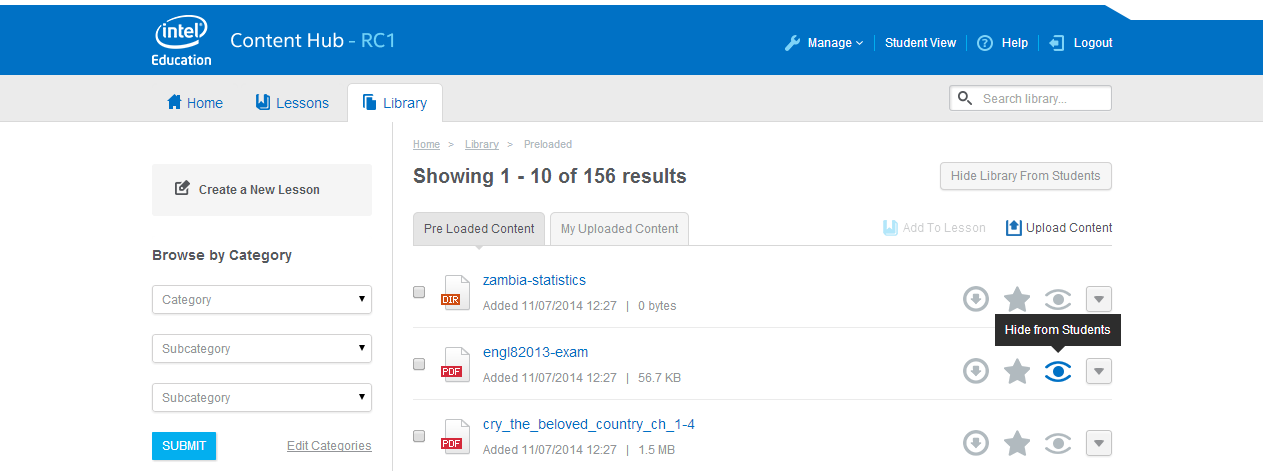 intel
Education
Content Hub - RC1
Manage
Student View
Help
Logout
Home
Lessons
Library
Search library...
Home > Library > Preloaded
Showing 1 - 10 of 156 results
Hide Library From Students
Create a New Lesson
Pre Loaded Content
My Uploaded Content
Add To Lesson
Upload Content
Browse by Category
Category
Subcategory
Subcategory
SUBMIT
Edit Categories
DIR
zambia-statistics
Added 11/07/2014 12:27 | 0 bytes
Hide from Students
PDF
engl82013-exam
Added 11/07/2014 12:27 | 56.7 KB
PDF
cry_the_beloved_country_ch_1-4
Added 11/07/2014 12:27 | 1.5 MB